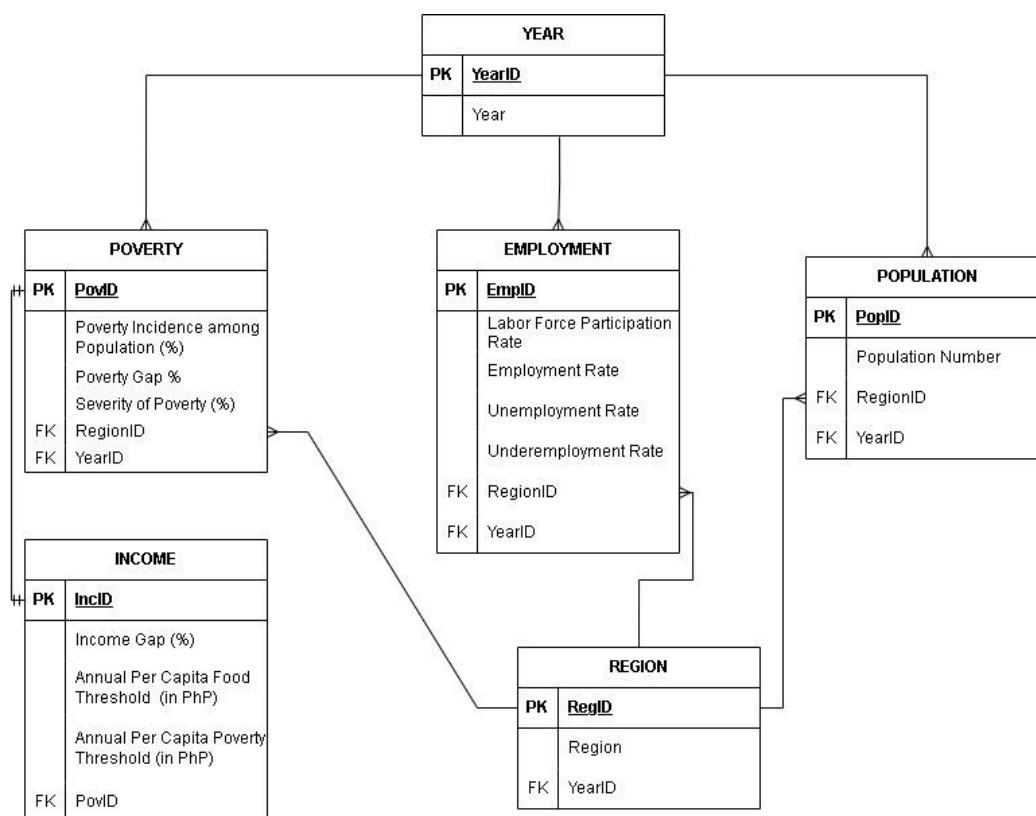 YEAR
PK YearID
Year
POVERTY
PK PovID
Poverty Incidence among
Population (%)
Poverty Gap %
Severity of Poverty (%)
FK RegionID
FK YearID
EMPLOYMENT
PK EmpID
Labor Force Participation
Rate
Employment Rate
Unemployment Rate
Underemployment Rate
FK RegionID
FK YearID
POPULATION
PK PopID
Population Number
FK RegionID
FK YearID
INCOME
PK IncID
Income Gap (%)
Annual Per Capita Food
Threshold (in PhP)
Annual Per Capita Poverty
Threshold (in PhP)
FK PovID
REGION
PK RegID
Region
FK YearID